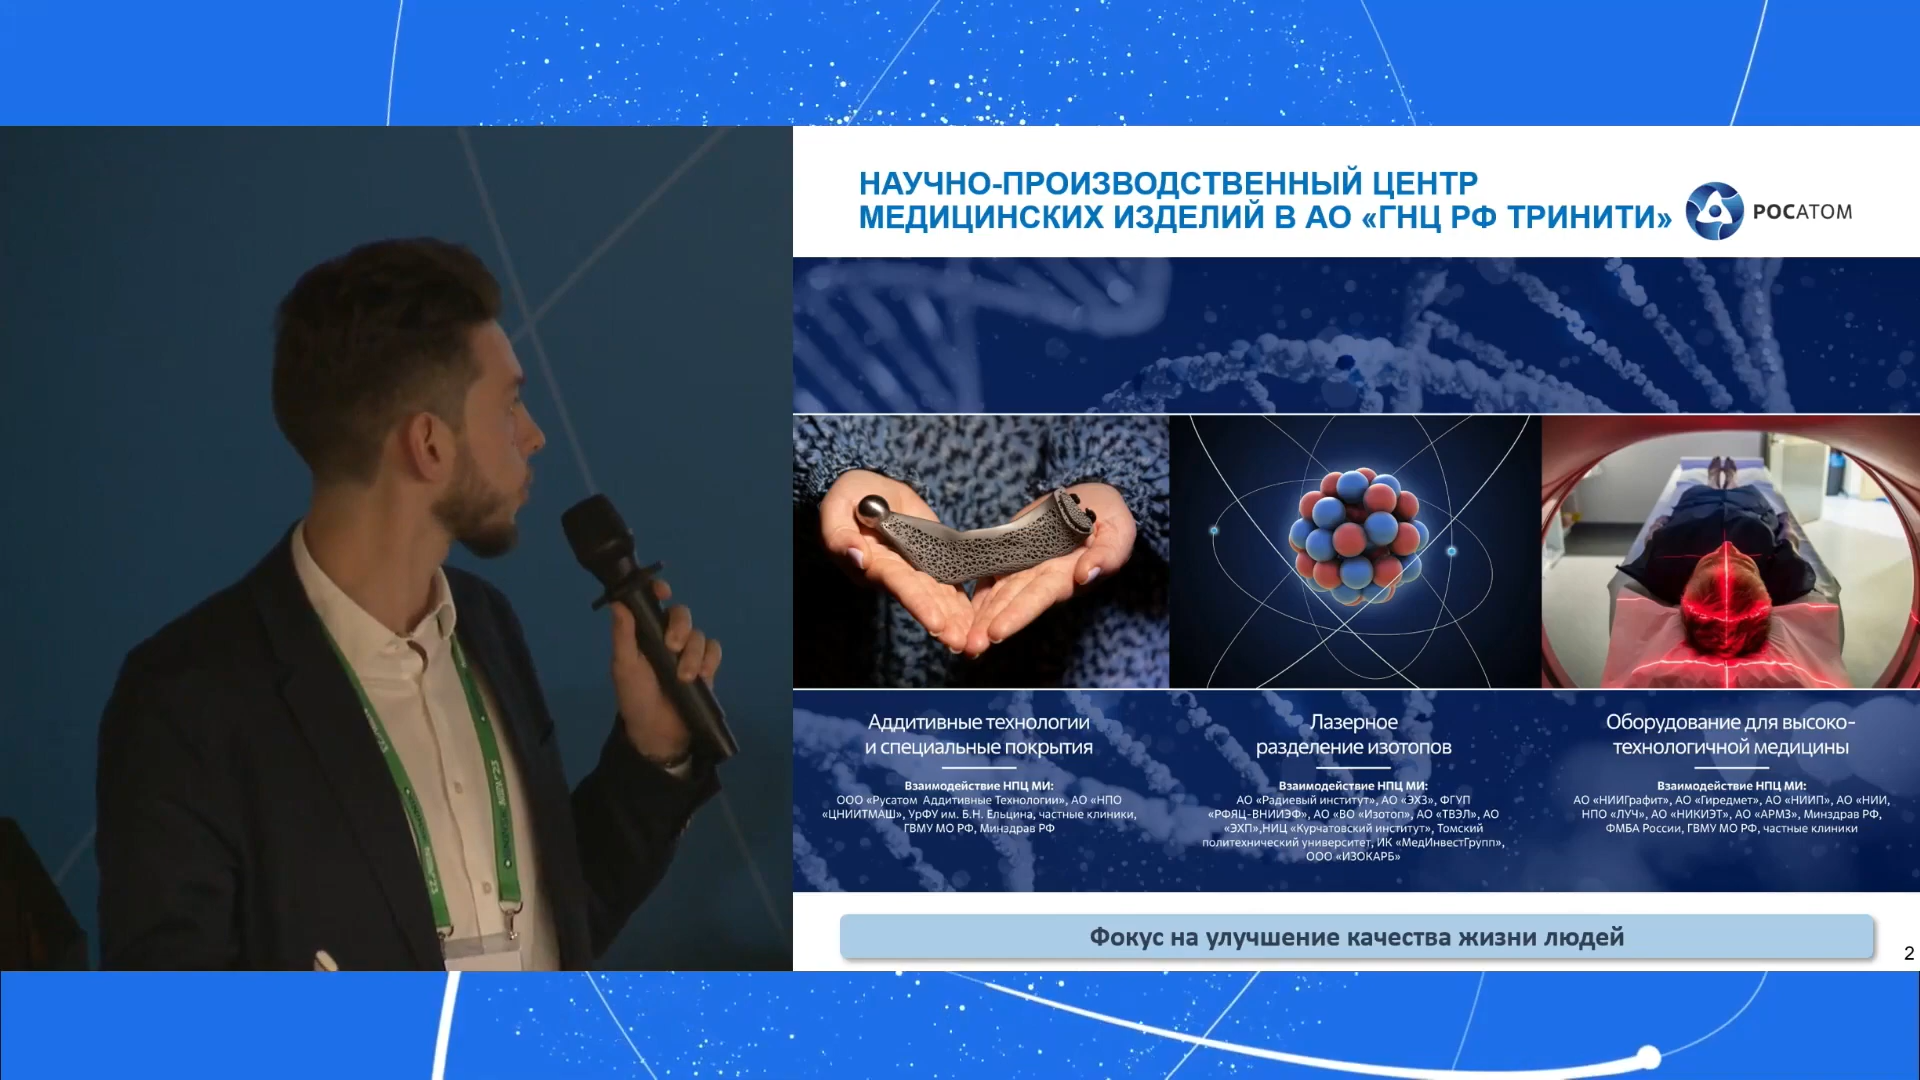 НАУЧНО-ПРОИЗВОДСТВЕННЫЙ ЦЕНТР
МЕДИЦИНСКИХ ИЗДЕЛИЙ В АО «ГНЦ РФ ТРИНИТИ»
РОСАТОМ
Аддитивные технологии
и специальные покрытия
Взаимодействие НПЦ МИ:
ООО «Русатом Аддитивные Технологии», АО «НПО
«ЦНИИТМАШ», УрФУ им. Б.Н. Ельцина, частные клиники,
ГВМУ МО РФ, Минздрав РФ
Лазерное
разделение изотопов
Взаимодействие НПЦ МИ:
АО «Радиевый институт», АО «ЭХЗ», ФГУП
«РФЯЦ-ВНИИЭФ», АО «ВО «Изотоп», АО «ТВЭЛ», АО
«ЭХП»,НИЦ «Курчатовский институт», Томский
политехнический университет, ИК «МедИнвестГрупп»,
ООО «ИЗОКАРБ»
Оборудование для высоко-
технологичной медицины
Взаимодействие НПЦ МИ:
АО «НИИГрафит», АО «Гиредмет», АО «НИИП», АО «НИИ,
НПО «ЛУЧ», АО «НИКИЭТ», АО «АРМЗ», Минздрав РФ,
ФМБА России, ГВМУ МО РФ, частные клиники
Фокус на улучшение качества жизни людей
2